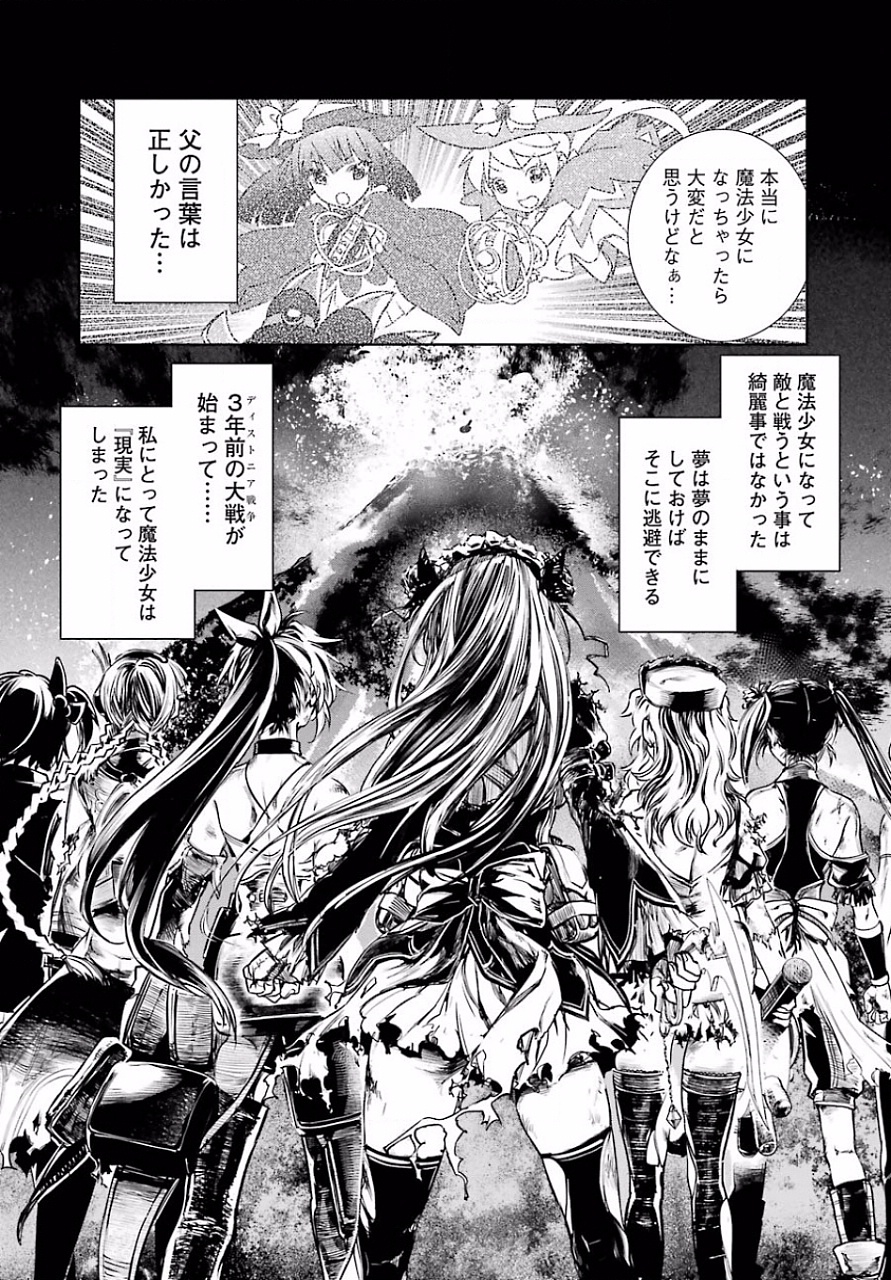 本当に
魔法少女に
なっちゃったら
大変だと
思うけどなぁ…
父の言葉は
正しかった…
魔法少女になって
敵と戦うという事は
綺麗事ではなかった
夢は夢のままに
しておけば
そこに逃避できる
ディストニア戦争
3年前の大戦が
始まって……
私にとって魔法少女は
『現実』になって
しまった